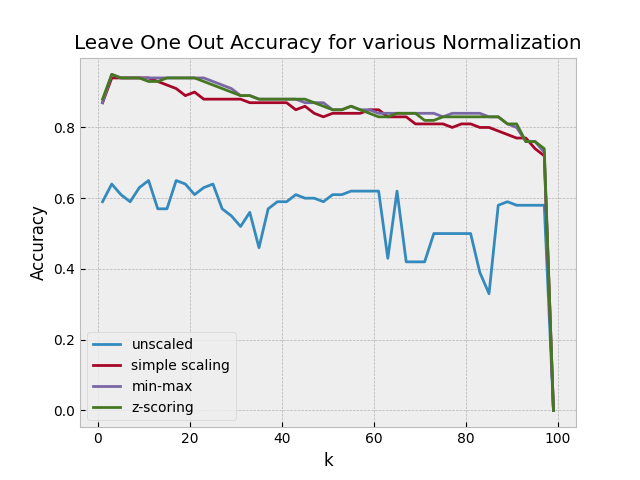 Leave One Out Accuracy for various Normalization
Accuracy
0.8
0.6
0.4
0.2
0.0
unscaled
simple scaling
min-max
z-scoring
0 20 40 60 80 100
k